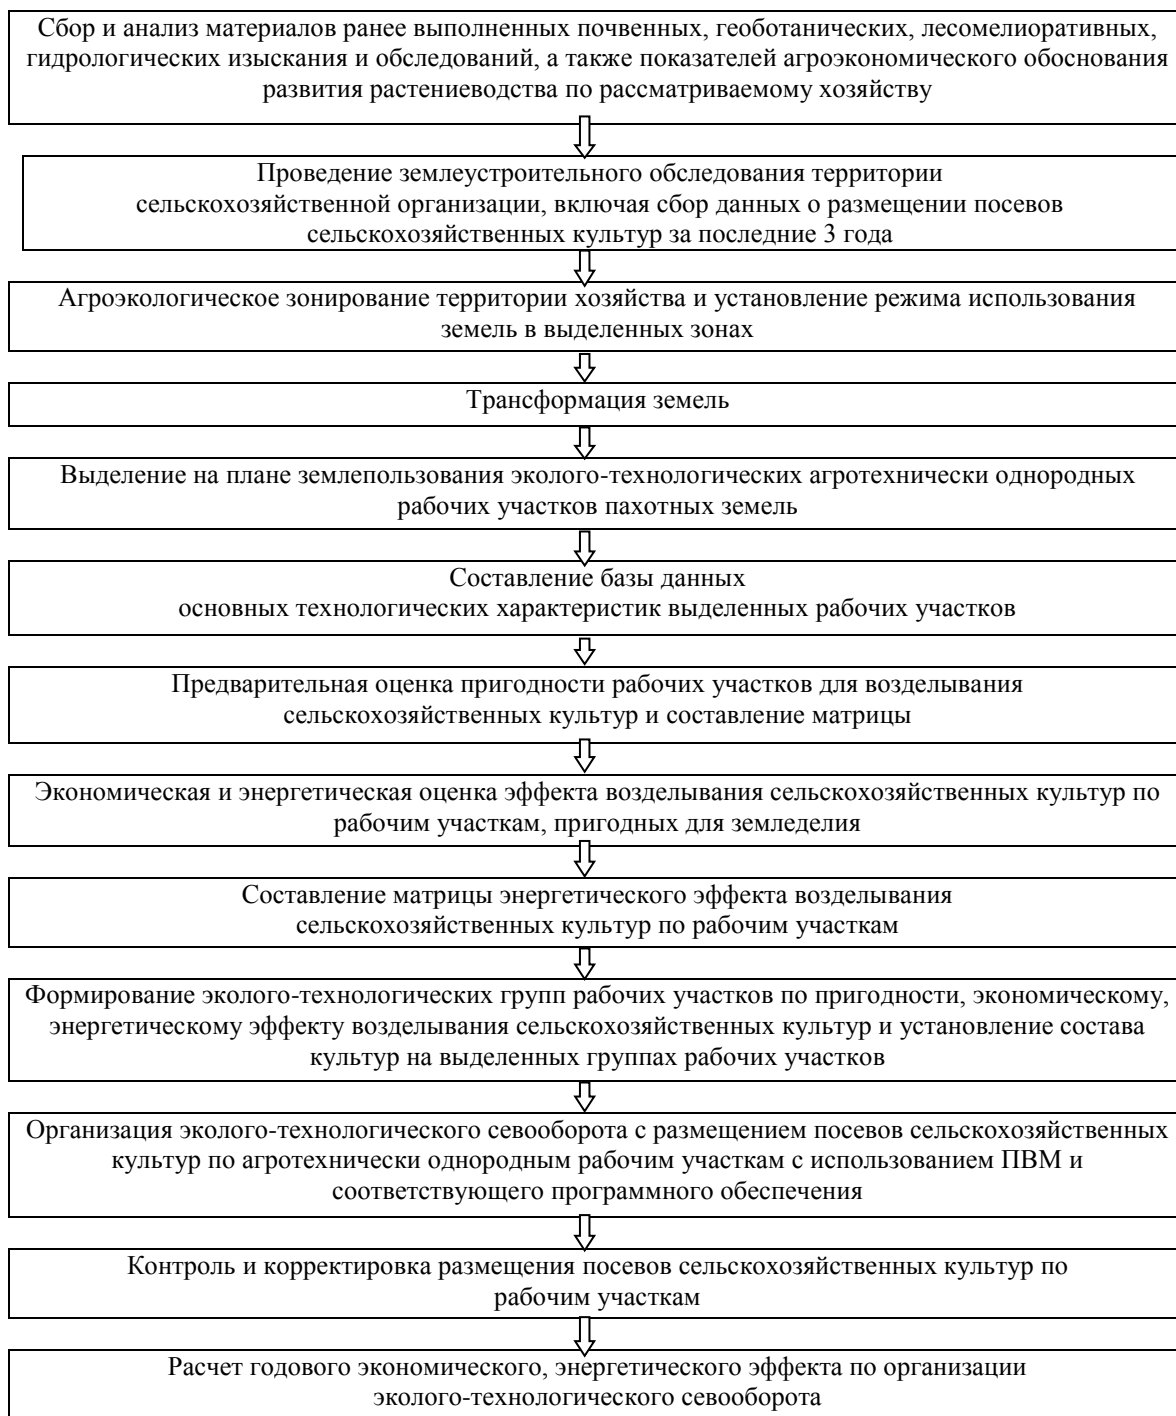 Сбор и анализ материалов ранее выполненных почвенных, геоботанических, лесомелиоративных,
гидрологических изыскания и обследований, а также показателей агроэкономического обоснования
развития растениеводства по рассматриваемому хозяйству
Проведение землеустроительного обследования территории
сельскохозяйственной организации, включая сбор данных о размещении посевов
сельскохозяйственных культур за последние 3 года
Агроэкологическое зонирование территории хозяйства и установление режима использования
земель в выделенных зонах
Трансформация земель
Выделение на плане землепользования эколого-технологических агротехнически однородных
рабочих участков пахотных земель
Составление базы данных
основных технологических характеристик выделенных рабочих участков
Предварительная оценка пригодности рабочих участков для возделывания
сельскохозяйственных культур и составление матрицы
Экономическая и энергетическая оценка эффекта возделывания сельскохозяйственных культур по
рабочим участкам, пригодных для земледелия
Составление матрицы энергетического эффекта возделывания
сельскохозяйственных культур по рабочим участкам
Формирование эколого-технологических групп рабочих участков по пригодности, экономическому,
энергетическому эффекту возделывания сельскохозяйственных культур и установление состава
культур на выделенных группах рабочих участков
Организация эколого-технологического севооборота с размещением посевов сельскохозяйственных
культур по агротехнически однородным рабочим участкам с использованием ПВМ и
соответствующего программного обеспечения
Контроль и корректировка размещения посевов сельскохозяйственных культур по
рабочим участкам
Расчет годового экономического, энергетического эффекта по организации
эколого-технологического севооборота